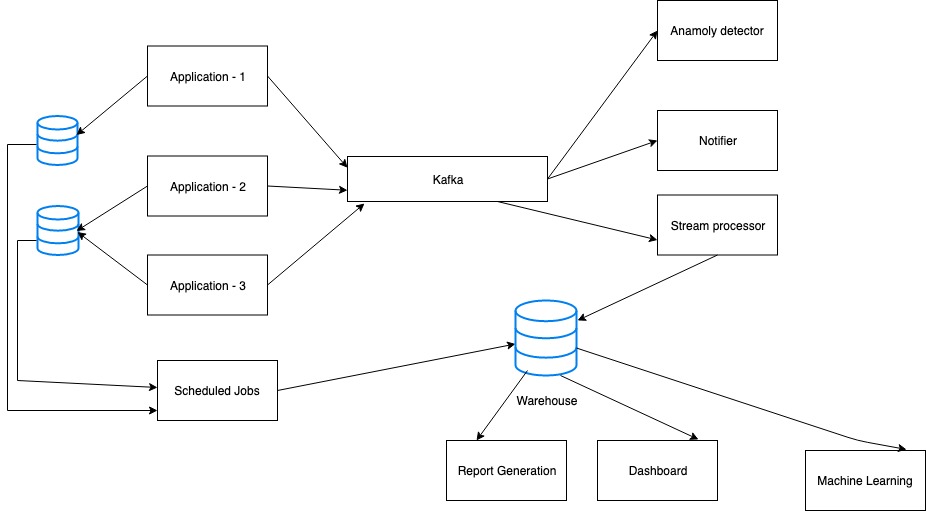 Anamoly detector
Application - 1
Notifier
Application - 2
Kafka
Stream processor
Application - 3
Scheduled Jobs
Warehouse
Report Generation
Dashboard
Machine Learning